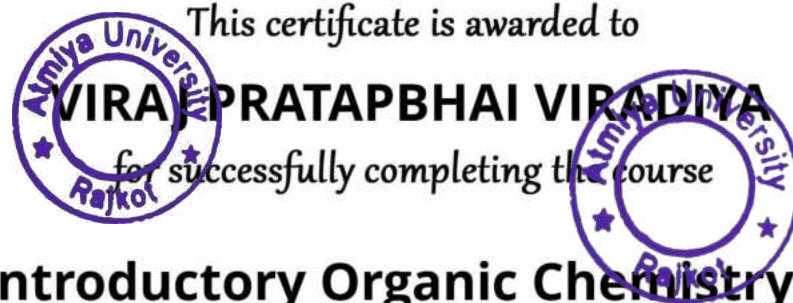 This certificate is awarded to
VIRAJ PRATAPBHAI VIRADIYA
for successfully completing the course
ntroductory Organic Chemistry
Atmiya University
Rajkot
Atmiya University
Rajkot